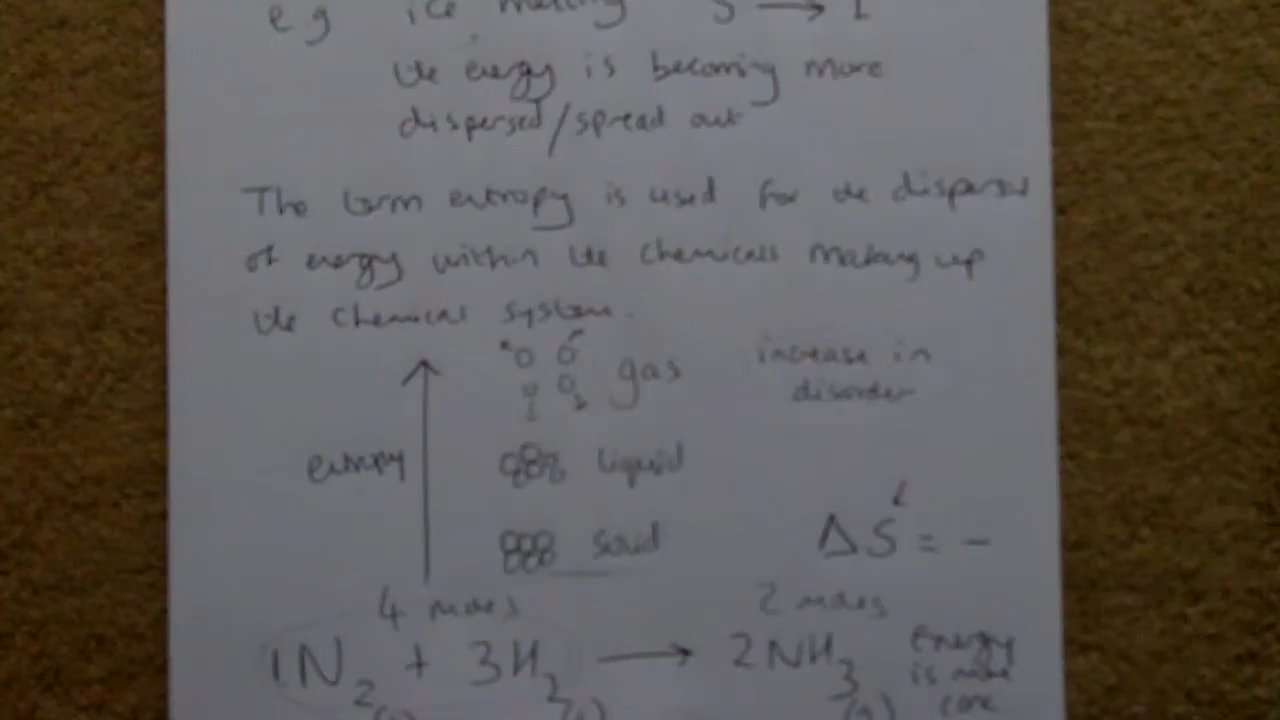 e.g ice melting S → L
the energy is becoming more
dispersed/spread out
The term entropy is used for the dispersal
of energy within the chemicals making up
the chemical system.
gas increase in
disorder
entropy liquid
solid ΔS = -
4 moles 2 moles
1N2 + 3H2 → 2NH3 energy
(g) (g) (g) is more